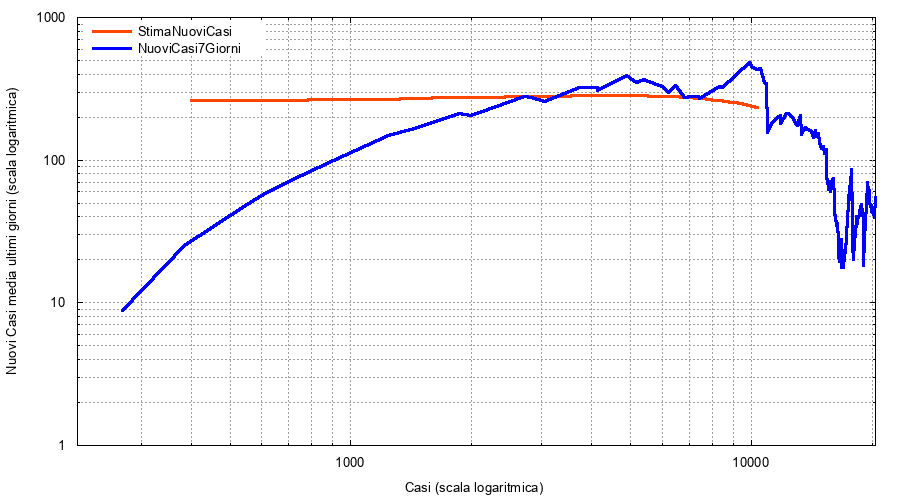 1000
StimaNuoviCasi
NuoviCasi7Giorni
100
10
1
Nuovi Casi media ultimi giorni (scala logaritmica)
1000
10000
Casi (scala logaritmica)